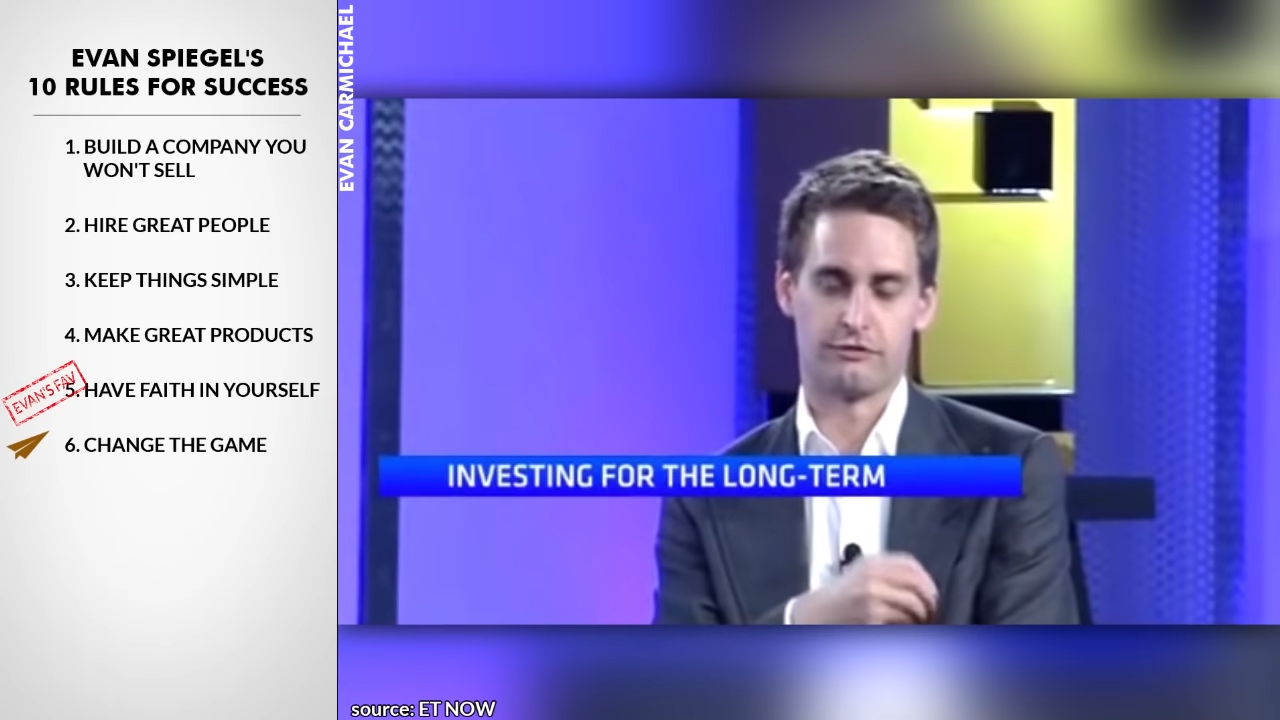 EVAN SPIEGEL'S
10 RULES FOR SUCCESS
1. BUILD A COMPANY YOU
WON'T SELL
2. HIRE GREAT PEOPLE
3. KEEP THINGS SIMPLE
4. MAKE GREAT PRODUCTS
EVAN'S FAV
5. HAVE FAITH IN YOURSELF
6. CHANGE THE GAME
EVAN CARMICHAEL
INVESTING FOR THE LONG-TERM
source: ET NOW